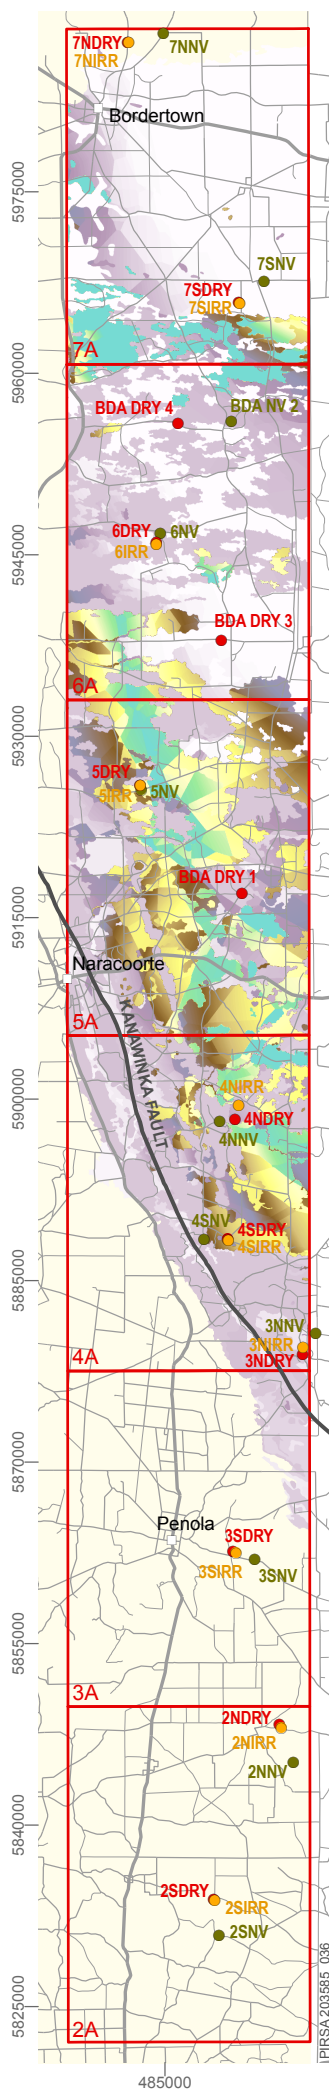 7NDRY
7NNV
7NIRR
Bordertown
5975000
7SNV
7SDRY
7SIRR
7A
5960000
BDA DRY 4
BDA NV 2
6DRY
6NV
6IRR
5945000
BDA DRY 3
6A
5930000
5DRY
5IRR
5NV
BDA DRY 1
5915000
Naracoorte
5A
KANAWINKA FAULT
4NIRR
5900000
4NDRY
4NNV
4SNV
4SDRY
4SIRR
5885000
3NNV
3NIRR
3NDRY
4A
5870000
Penola
3SDRY
3SIRR
3SNV
5855000
3A
2NDRY
2NIRR
2NNV
5840000
2SDRY
2SIRR
2SNV
5825000
2A
PIRSA 203585_036
485000